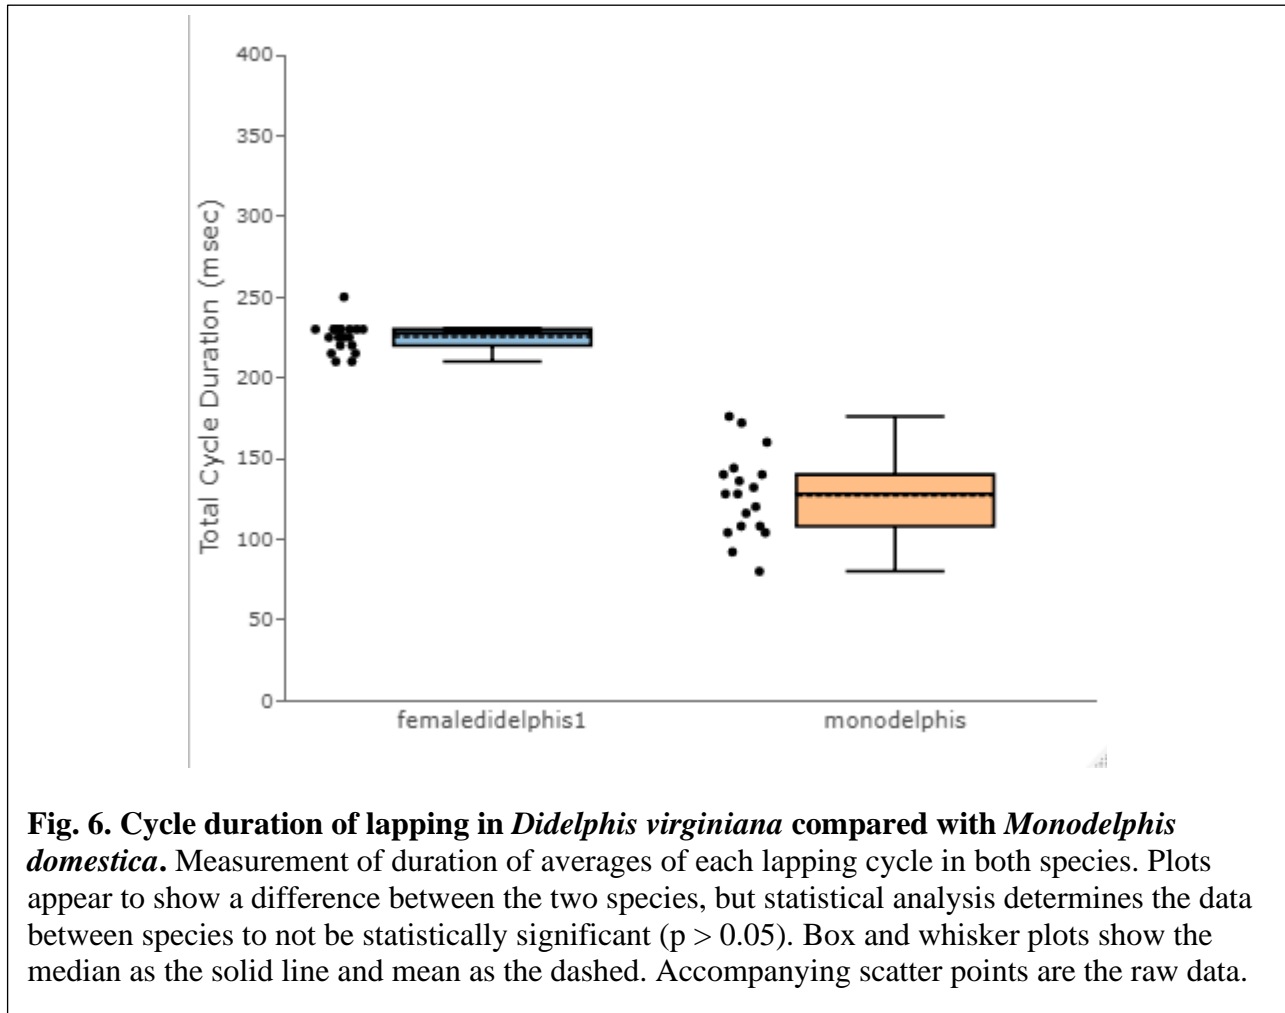 400
350
300
250
200
150
100
50
0
Total Cycle Duration (msec)
femaledidelphis1
monodelphis
Fig. 6. Cycle duration of lapping in Didelphis virginiana compared with Monodelphis
domestica. Measurement of duration of averages of each lapping cycle in both species. Plots
appear to show a difference between the two species, but statistical analysis determines the data
between species to not be statistically significant (p > 0.05). Box and whisker plots show the
median as the solid line and mean as the dashed. Accompanying scatter points are the raw data.